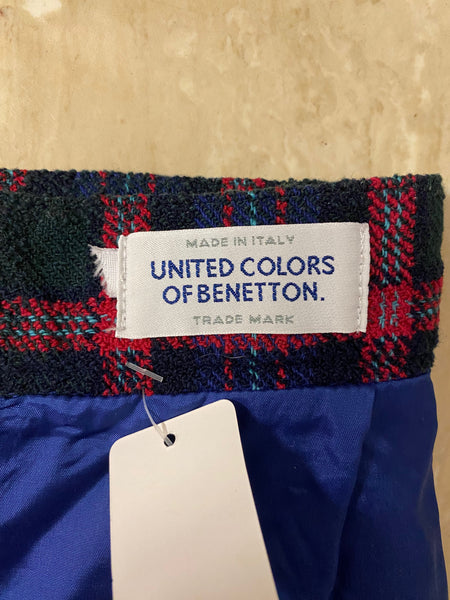 MADE IN ITALY
UNITED COLORS
OF BENETTON.
TRADE MARK